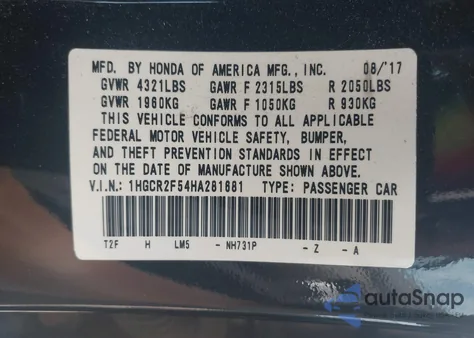 MFD. BY HONDA OF AMERICA MFG., INC. 08/'17
GVWR 4321LBS GAWR F 2315LBS R 2050LBS
GVWR 1960KG GAWR F 1050KG R 930KG
THIS VEHICLE CONFORMS TO ALL APPLICABLE
FEDERAL MOTOR VEHICLE SAFETY, BUMPER,
AND THEFT PREVENTION STANDARDS IN EFFECT
ON THE DATE OF MANUFACTURE SHOWN ABOVE.
V.I.N.: 1HGCR2F54HA281681 TYPE: PASSENGER CAR
T2F H LM5 - NH731P - Z - A
autaSnap